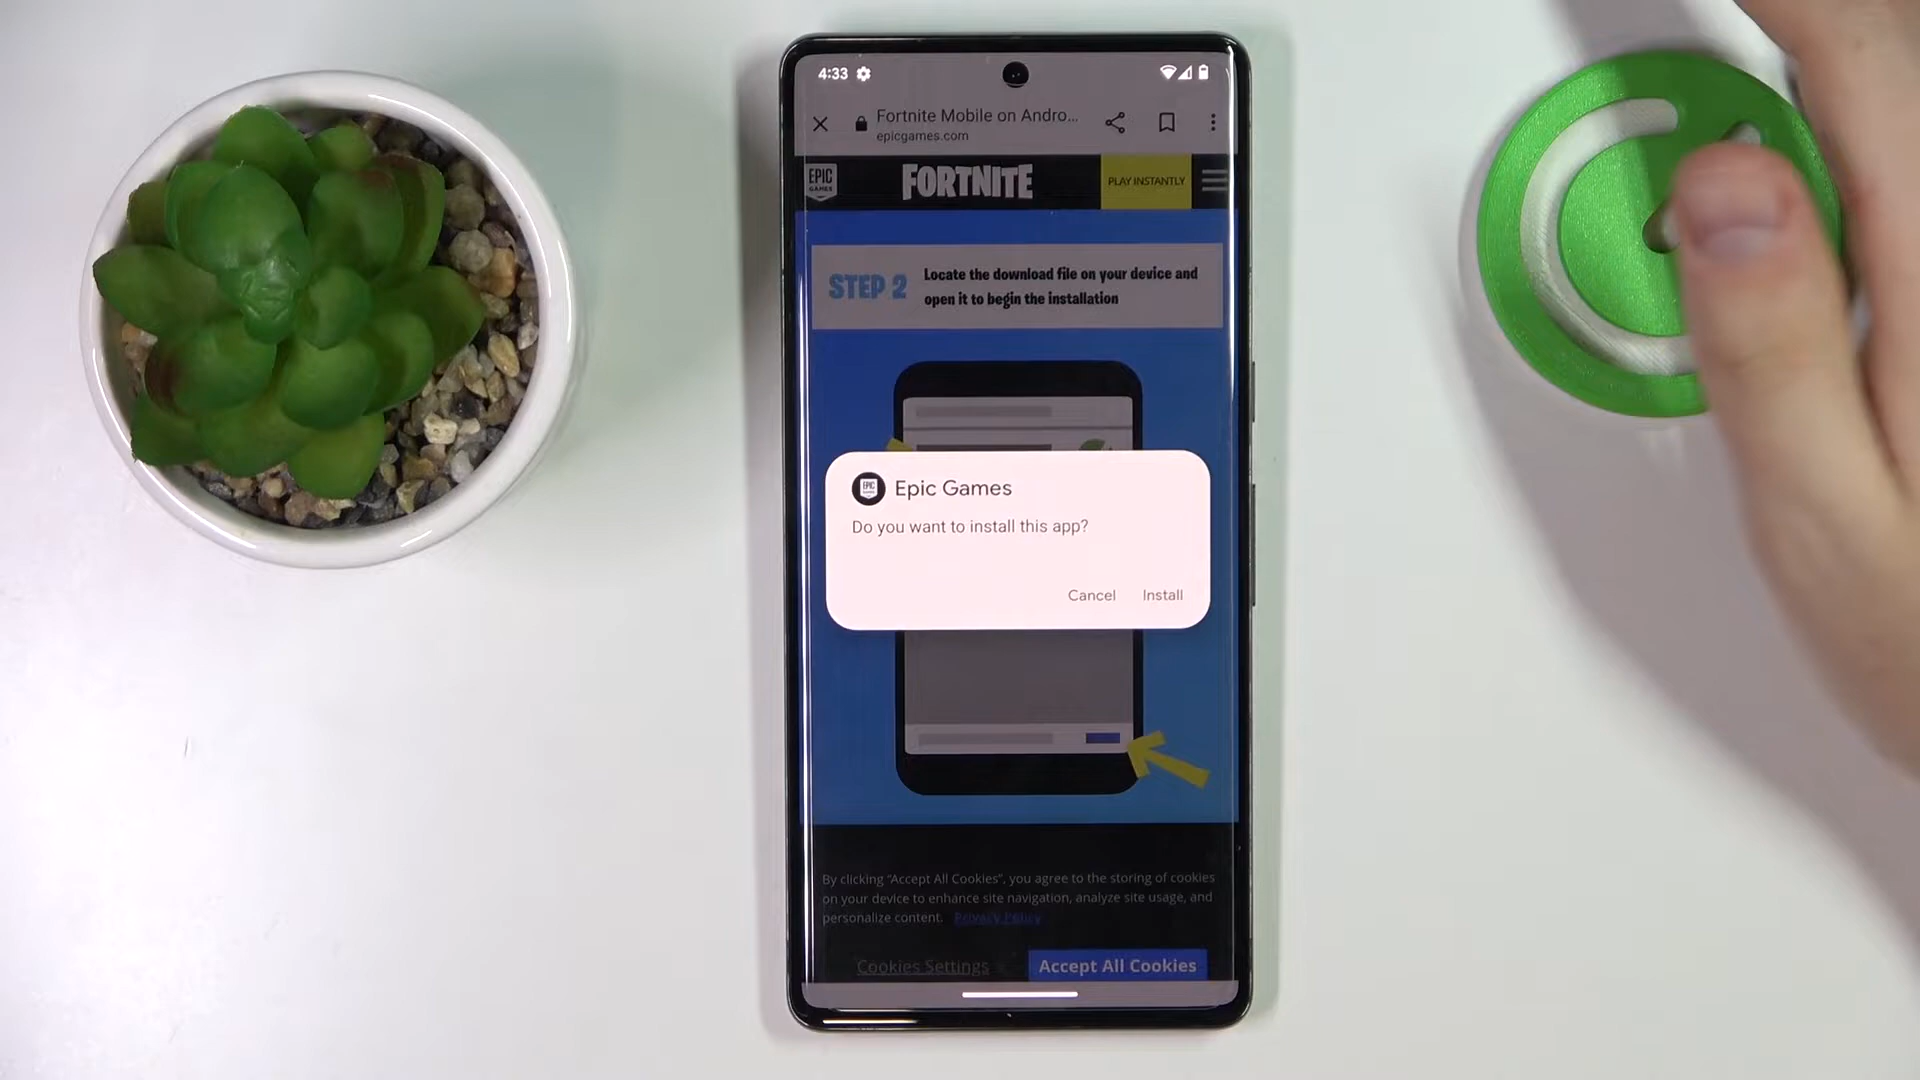 4:33
Fortnite Mobile on Andro...
epicgames.com
EPIC GAMES
FORTNITE
PLAY INSTANTLY
STEP 2
Locate the download file on your device and
open it to begin the installation
EPIC GAMES
Epic Games
Do you want to install this app?
Cancel Install
By clicking “Accept All Cookies”, you agree to the storing of cookies
on your device to enhance site navigation, analyze site usage, and
personalize content. Privacy Policy
Cookies Settings
Accept All Cookies